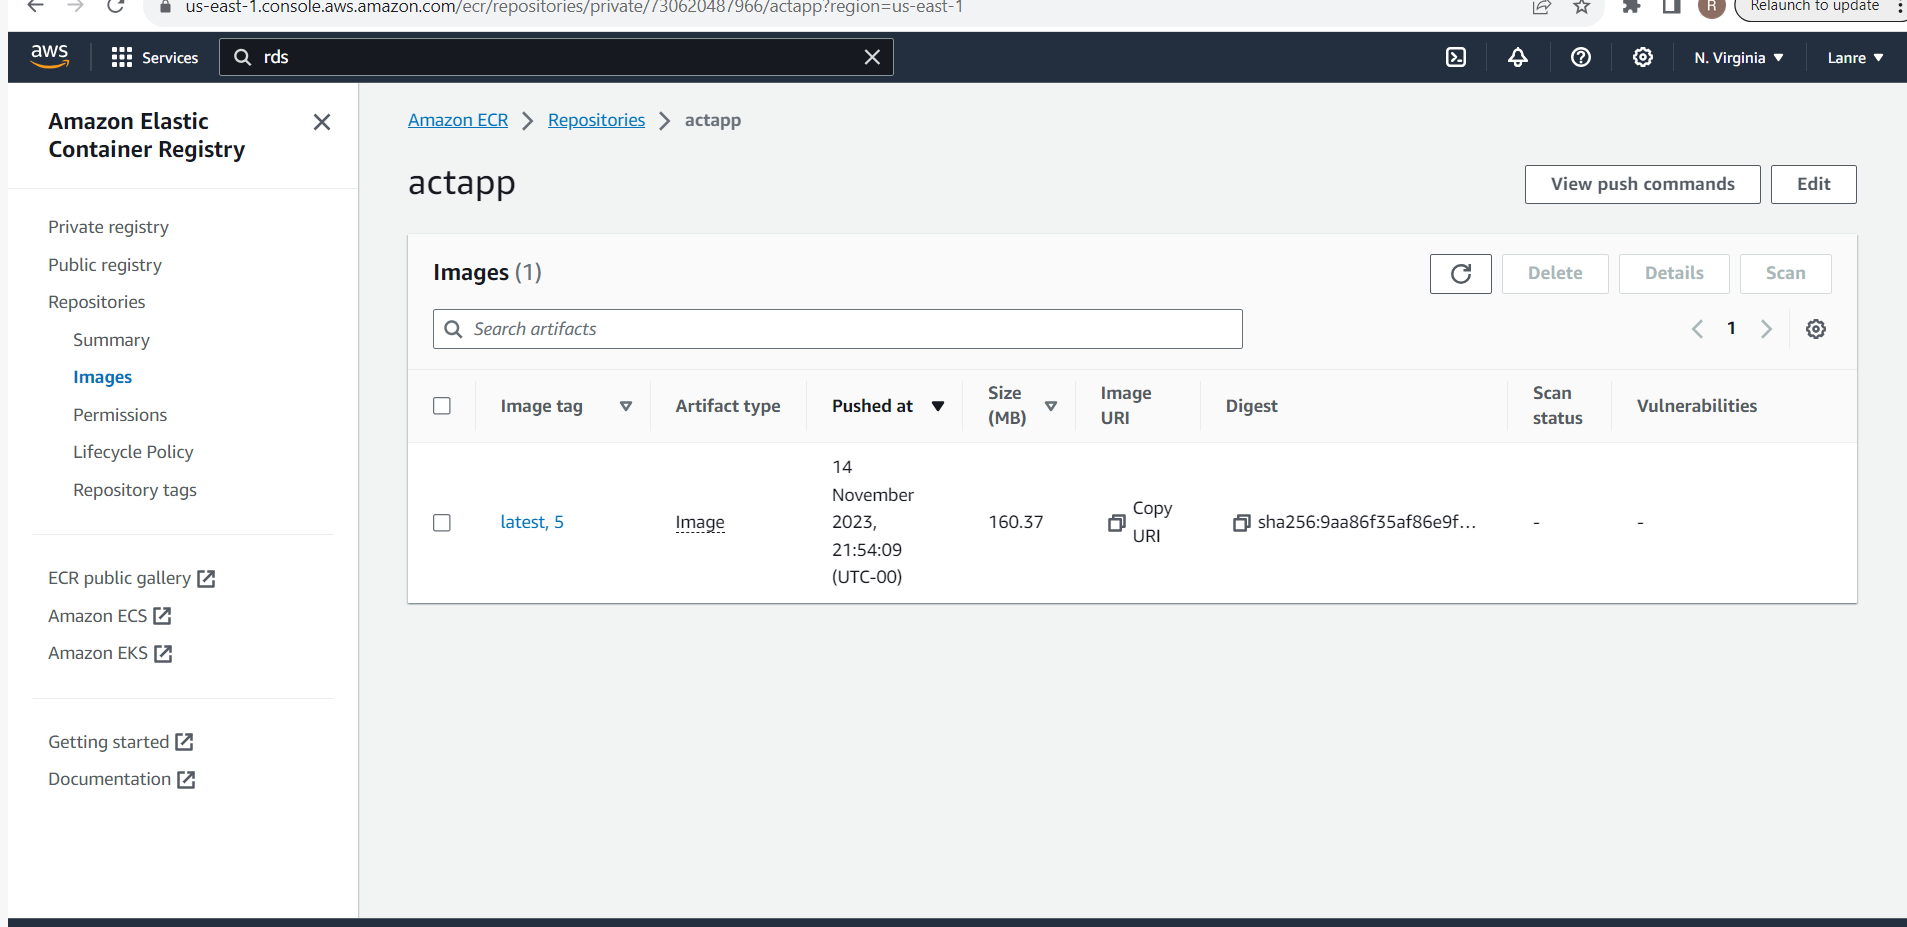 us-east-1.console.aws.amazon.com/ecr/repositories/private/730620487966/actapp?region=us-east-1
R
Relaunch to update
aws
Services
rds
N. Virginia
Lanre
Amazon Elastic
Container Registry
Private registry
Public registry
Repositories
Summary
Images
Permissions
Lifecycle Policy
Repository tags
ECR public gallery
Amazon ECS
Amazon EKS
Getting started
Documentation
Amazon ECR
Repositories
actapp
actapp
View push commands
Edit
Images (1)
Delete
Details
Scan
Search artifacts
1
Image tag
Artifact type
Pushed at
Size
(MB)
Image
URI
Digest
Scan
status
Vulnerabilities
latest, 5
Image
14
November
2023,
21:54:09
(UTC-00)
160.37
Copy
URI
sha256:9aa86f35af86e9f...
-
-